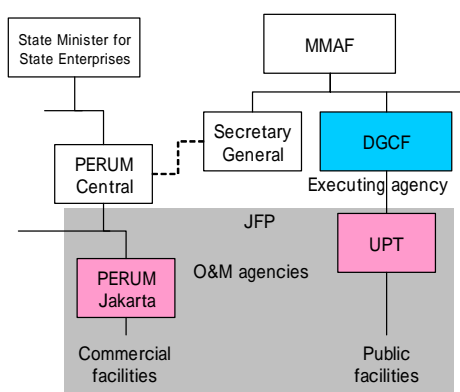 State Minister for
State Enterprises
MMAF
Secretary
General
DGCF
PERUM
Central
Executing agency
JFP
UPT
O&M agencies
PERUM
Jakarta
Commercial
facilities
Public
facilities